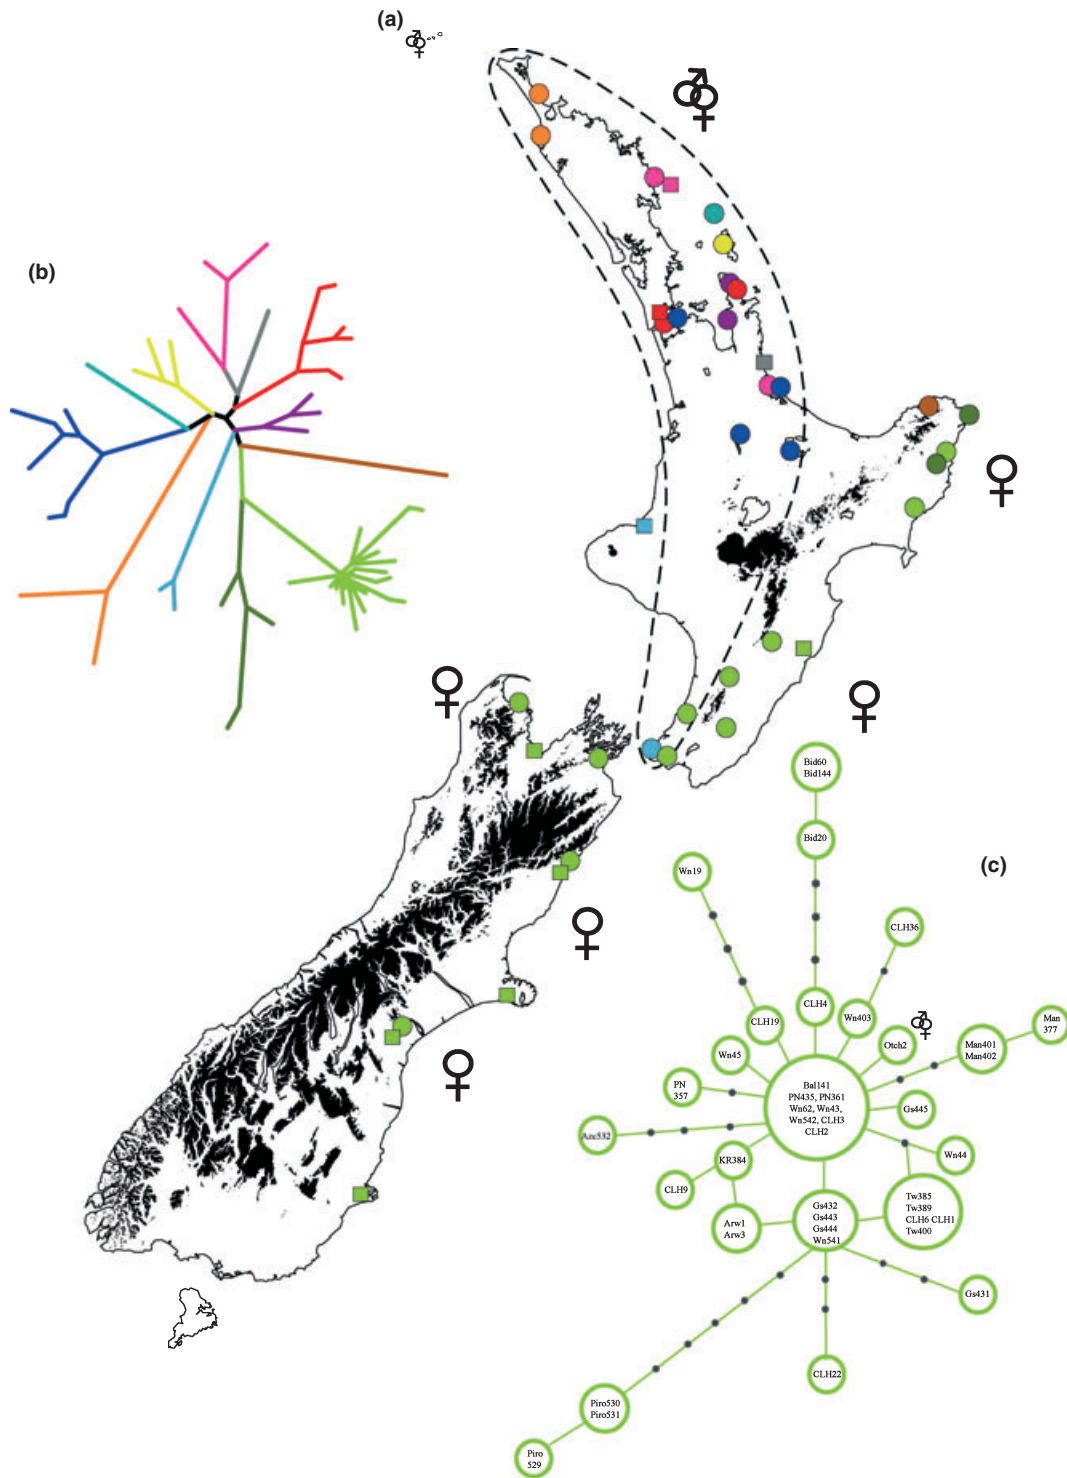 (a)
(b)
(c)
Bid60
Bid144
Bid20
Wn19
CLH36
CLH4
CLH19
Wn403
Otch2
Man
377
Man401
Man402
Wn45
PN
357
Bal141
PN435, PN361
Wn62, Wn43,
Wn542, CLH3
CLH2
Gs445
Anc532
KR384
Wn44
CLH9
Arw1
Arw3
Gs432
Gs443
Gs444
Wn541
Tw385
Tw389
CLH6 CLH1
Tw400
Gs431
CLH22
Piro530
Piro531
Piro
529